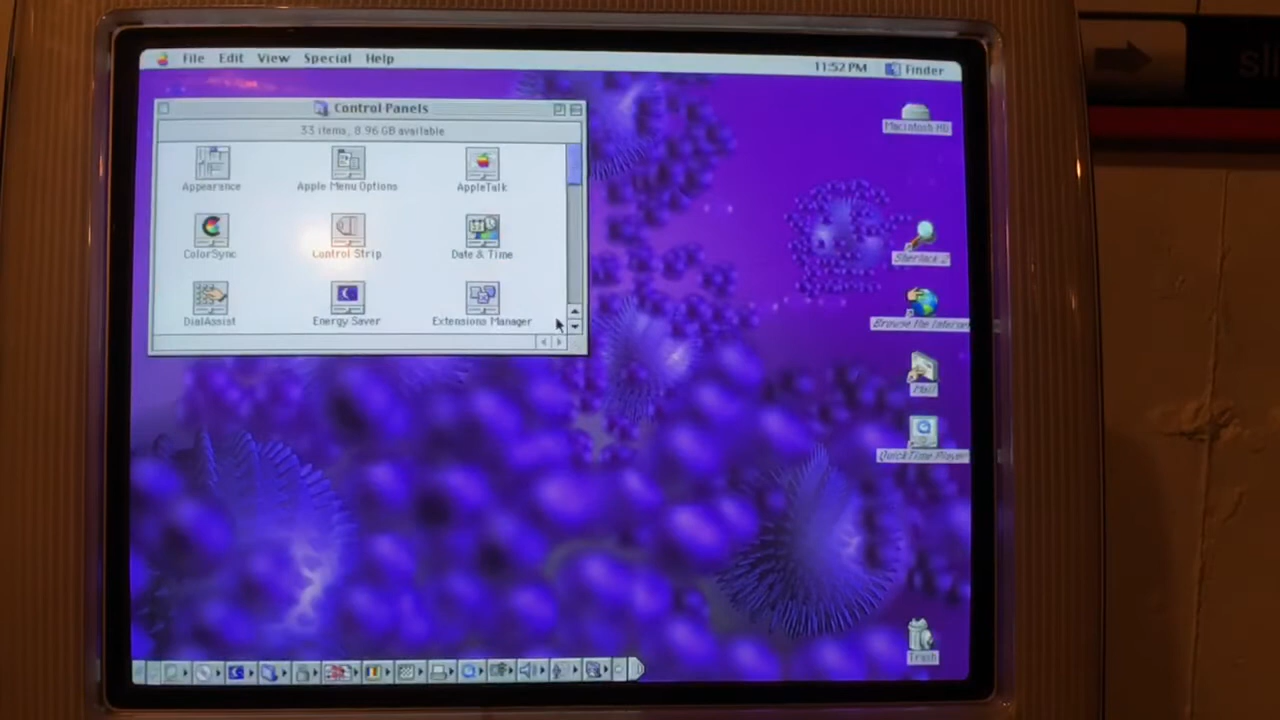 File Edit View Special Help
11:52 PM Finder
Control Panels
33 items, 8.96 GB available
Appearance Apple Menu Options AppleTalk
ColorSync Control Strip Date & Time
DialAssist Energy Saver Extensions Manager
Macintosh HD
Sherlock 2
Browse the Internet
Mail
QuickTime Player
Trash